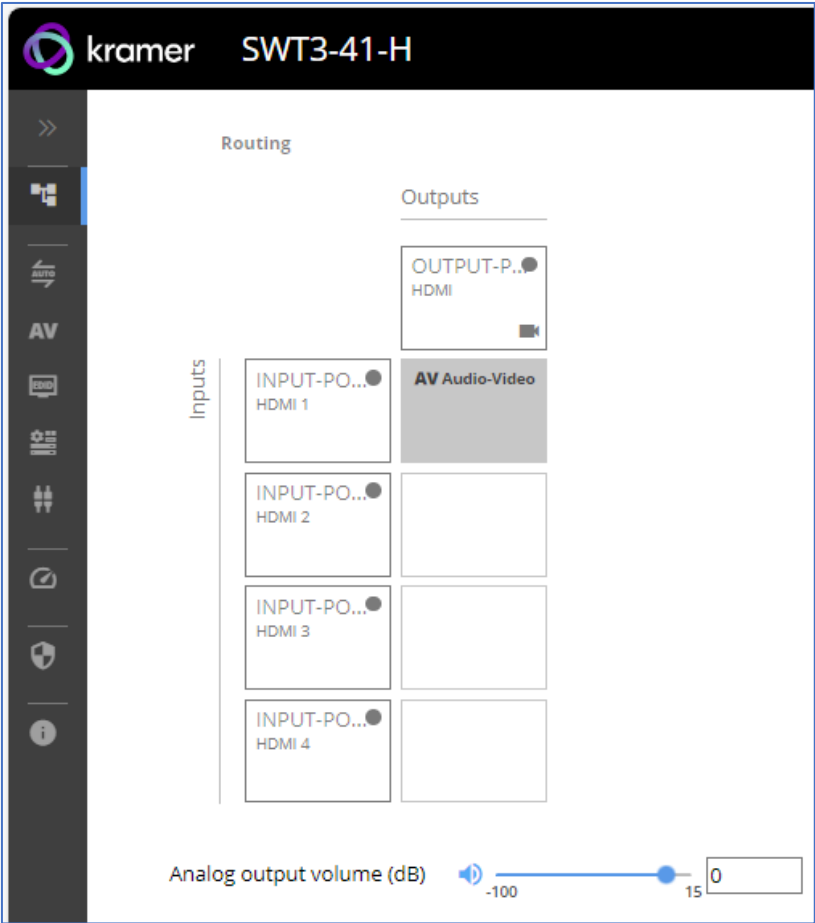 kramer SWT3-41-H
Routing
Outputs
OUTPUT-P...
HDMI
Inputs
INPUT-PO...
HDMI 1
AV Audio-Video
AUTO
AV
INPUT-PO...
HDMI 2
EDID
INPUT-PO...
HDMI 3
INPUT-PO...
HDMI 4
Analog output volume (dB)
-100
15
0